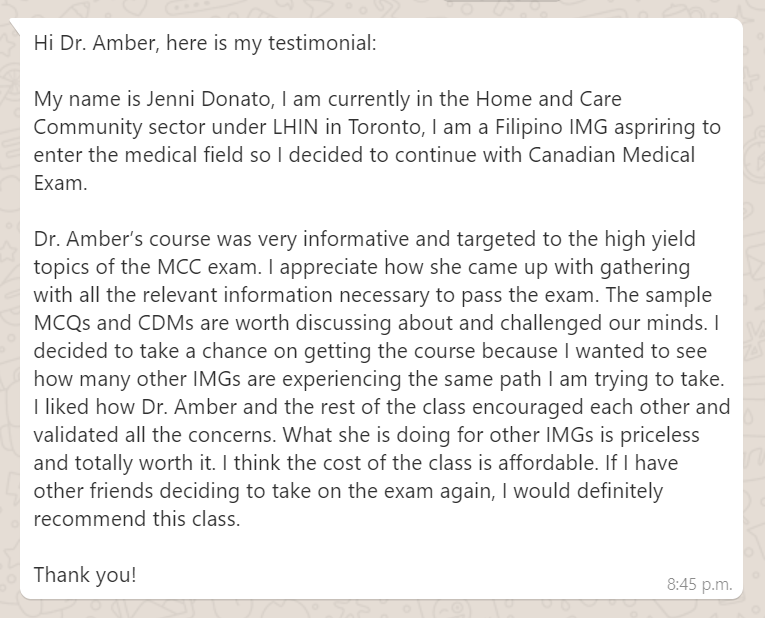 Hi Dr. Amber, here is my testimonial:
My name is Jenni Donato, I am currently in the Home and Care
Community sector under LHIN in Toronto, I am a Filipino IMG aspriring to
enter the medical field so I decided to continue with Canadian Medical
Exam.
Dr. Amber's course was very informative and targeted to the high yield
topics of the MCC exam. I appreciate how she came up with gathering
with all the relevant information necessary to pass the exam. The sample
MCQs and CDMs are worth discussing about and challenged our minds. I
decided to take a chance on getting the course because I wanted to see
how many other IMGs are experiencing the same path I am trying to take.
I liked how Dr. Amber and the rest of the class encouraged each other and
validated all the concerns. What she is doing for other IMGs is priceless
and totally worth it. I think the cost of the class is affordable. If I have
other friends deciding to take on the exam again, I would definitely
recommend this class.
Thank you!
8:45 p.m.